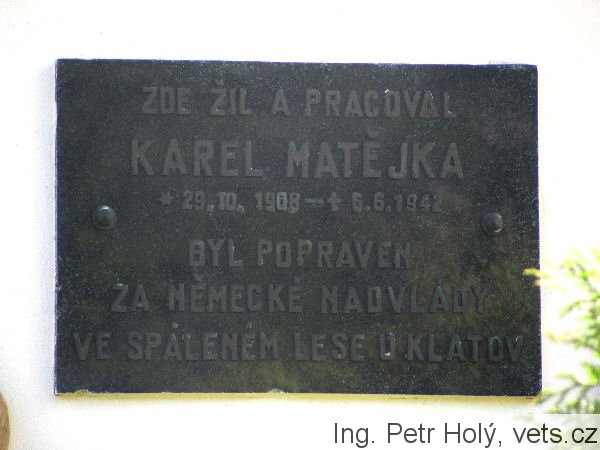 ZDE ŽIL A PRACOVAL
KAREL MATĚJKA
* 29.10. 1908 – ✝ 6.6.1942
BYL POPRAVEN
ZA NĚMECKÉ NADVLÁDY
VE SPÁLENÉM LESE U KLATOV
Ing. Petr Holý, vets.cz